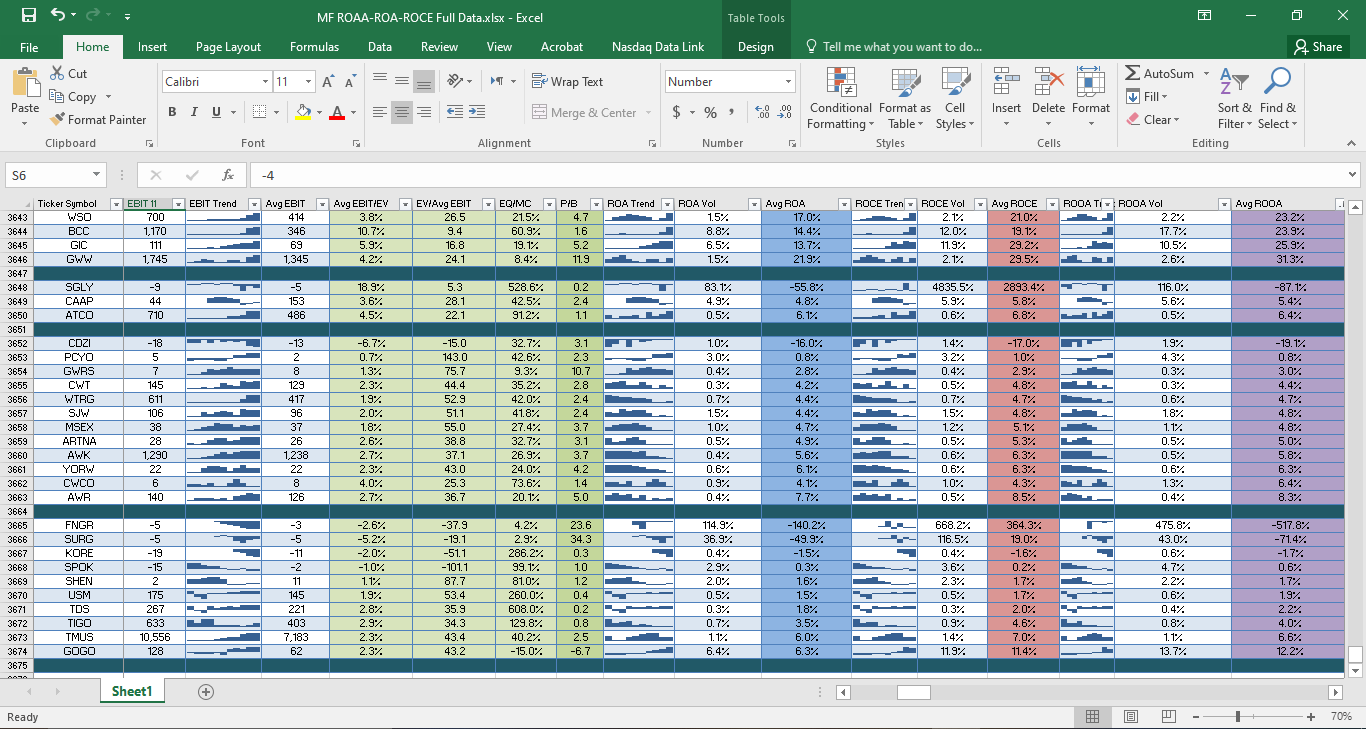 MF ROAA-ROA-ROCE Full Data.xlsx - Excel
Table Tools
File Home Insert Page Layout Formulas Data Review View Acrobat Nasdaq Data Link Design Tell me what you want to do... Share
Paste Cut Copy Format Painter Clipboard
Calibri 11 A A B I U A Font
Wrap Text Merge & Center Alignment
Number $ % , Number
Conditional Formatting Format as Table Cell Styles Styles
Insert Delete Format Cells
AutoSum Fill Clear Sort & Filter Find & Select Editing
S6 fx -4
Ticker Symbol EBIT 11 EBIT Trend Avg EBIT Avg EBIT/EV EV/Avg EBIT EQ/MC P/B ROA Trend ROA Vol Avg ROA ROCE Tren ROCE Vol Avg ROCE ROOA Tr ROOA Vol Avg ROOA
3643 WSO 700 414 3.8% 26.5 21.5% 4.7 1.5% 17.0% 2.1% 21.0% 2.2% 23.2%
3644 BCC 1,170 346 10.7% 9.4 60.9% 1.6 8.8% 14.4% 12.0% 19.1% 17.7% 23.9%
3645 GIC 111 69 5.9% 16.8 19.1% 5.2 6.5% 13.7% 11.9% 29.2% 10.5% 25.9%
3646 GWW 1,745 1,345 4.2% 24.1 8.4% 11.9 1.5% 21.9% 2.1% 29.5% 2.6% 31.3%
3647
3648 SGLY -9 -5 18.9% 5.3 528.6% 0.2 83.1% -55.8% 4835.5% 2893.4% 116.0% -87.1%
3649 CAAP 44 153 3.6% 28.1 42.5% 2.4 4.9% 4.8% 5.9% 5.8% 5.6% 5.4%
3650 ATCO 710 486 4.5% 22.1 91.2% 1.1 0.5% 6.1% 0.6% 6.8% 0.5% 6.4%
3651
3652 CDZI -18 -13 -6.7% -15.0 32.7% 3.1 1.0% -16.0% 1.4% -17.0% 1.9% -19.1%
3653 PCYO 5 2 0.7% 143.0 42.6% 2.3 3.0% 0.8% 3.2% 1.0% 4.3% 0.8%
3654 GWRS 7 8 1.3% 75.7 9.3% 10.7 0.4% 2.8% 0.4% 2.9% 0.3% 3.0%
3655 CWT 145 129 2.3% 44.4 35.2% 2.8 0.3% 4.2% 0.5% 4.8% 0.3% 4.4%
3656 WTRG 611 417 1.9% 52.9 42.0% 2.4 0.7% 4.4% 0.7% 4.7% 0.6% 4.7%
3657 SJW 106 96 2.0% 51.1 41.8% 2.4 1.5% 4.4% 1.5% 4.8% 1.8% 4.8%
3658 MSEX 38 37 1.8% 55.0 27.4% 3.7 1.0% 4.7% 1.2% 5.1% 1.1% 4.8%
3659 ARTNA 28 26 2.6% 38.8 32.7% 3.1 0.5% 4.9% 0.5% 5.3% 0.5% 5.0%
3660 AWK 1,290 1,238 2.7% 37.1 26.9% 3.7 0.4% 5.6% 0.6% 6.3% 0.5% 5.8%
3661 YORW 22 22 2.3% 43.0 24.0% 4.2 0.6% 6.1% 0.6% 6.3% 0.6% 6.3%
3662 CWCO 6 8 4.0% 25.3 73.6% 1.4 0.9% 4.1% 1.0% 4.3% 1.3% 6.4%
3663 AWR 140 126 2.7% 36.7 20.1% 5.0 0.4% 7.7% 0.5% 8.5% 0.4% 8.3%
3664
3665 FNGR -5 -3 -2.6% -37.9 4.2% 23.6 114.9% -140.2% 668.2% 364.3% 475.8% -517.8%
3666 SURG -5 -5 -5.2% -19.1 2.9% 34.3 36.9% -49.9% 116.5% 19.0% 43.0% -71.4%
3667 KORE -19 -11 -2.0% -51.1 286.2% 0.3 0.4% -1.5% 0.4% -1.6% 0.6% -1.7%
3668 SPOK -15 -2 -1.0% -101.1 99.1% 1.0 2.9% 0.3% 3.6% 0.2% 4.7% 0.6%
3669 SHEN 2 11 1.1% 87.7 81.0% 1.2 2.0% 1.6% 2.3% 1.7% 2.2% 1.7%
3670 USM 175 145 1.9% 53.4 260.0% 0.4 0.5% 1.5% 0.5% 1.7% 0.6% 1.9%
3671 TDS 267 221 2.8% 35.9 608.0% 0.2 0.3% 1.8% 0.3% 2.0% 0.4% 2.2%
3672 TIGO 633 403 2.9% 34.3 129.8% 0.8 0.7% 3.5% 0.9% 4.6% 0.8% 4.0%
3673 TMUS 10,556 7,183 2.3% 43.4 40.2% 2.5 1.1% 6.0% 1.4% 7.0% 1.1% 6.6%
3674 GOGO 128 62 2.3% 43.2 -15.0% -6.7 6.4% 6.3% 11.9% 11.4% 13.7% 12.2%
3675
Sheet1
Ready 70%